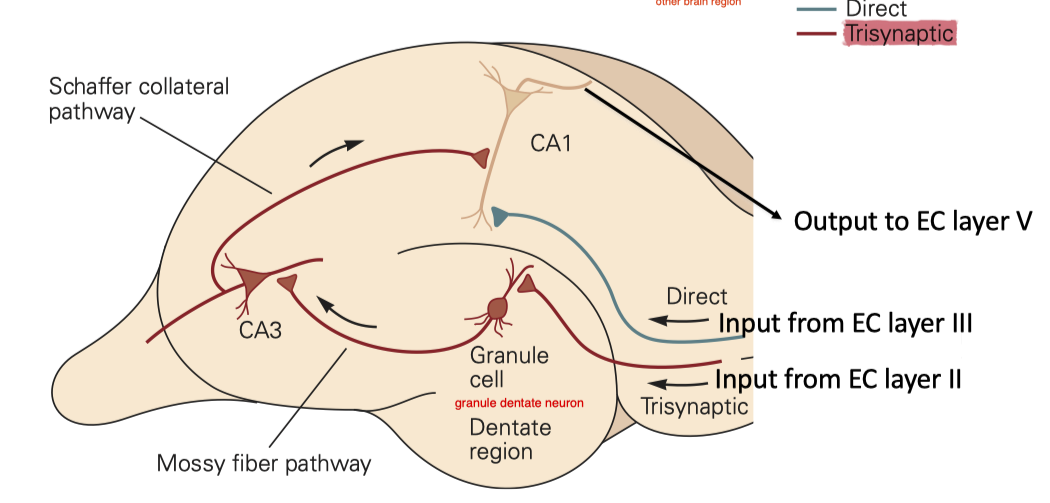 other brain region
Direct
Trisynaptic
Schaffer collateral
pathway
CA1
Output to EC layer V
Direct
Input from EC layer III
CA3
Granule
cell
Input from EC layer II
granule dentate neuron
Trisynaptic
Dentate
region
Mossy fiber pathway